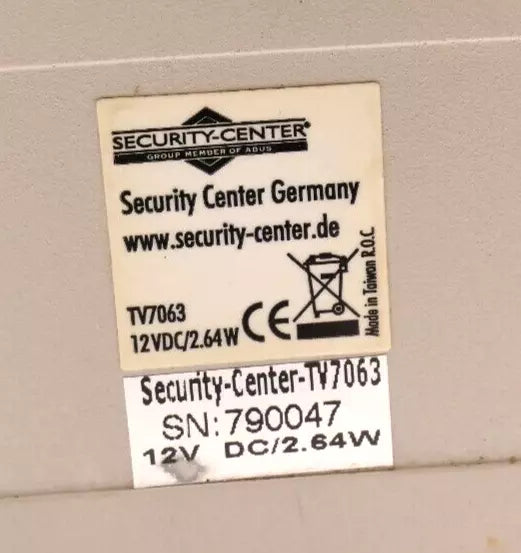 SECURITY-CENTER®
GROUP MEMBER OF ABUS
Security Center Germany
www.security-center.de
TV7063
12VDC/2.64W
CE
Made in Taiwan R.O.C
Security-Center-TV7063
SN:790047
12V DC/2.64W